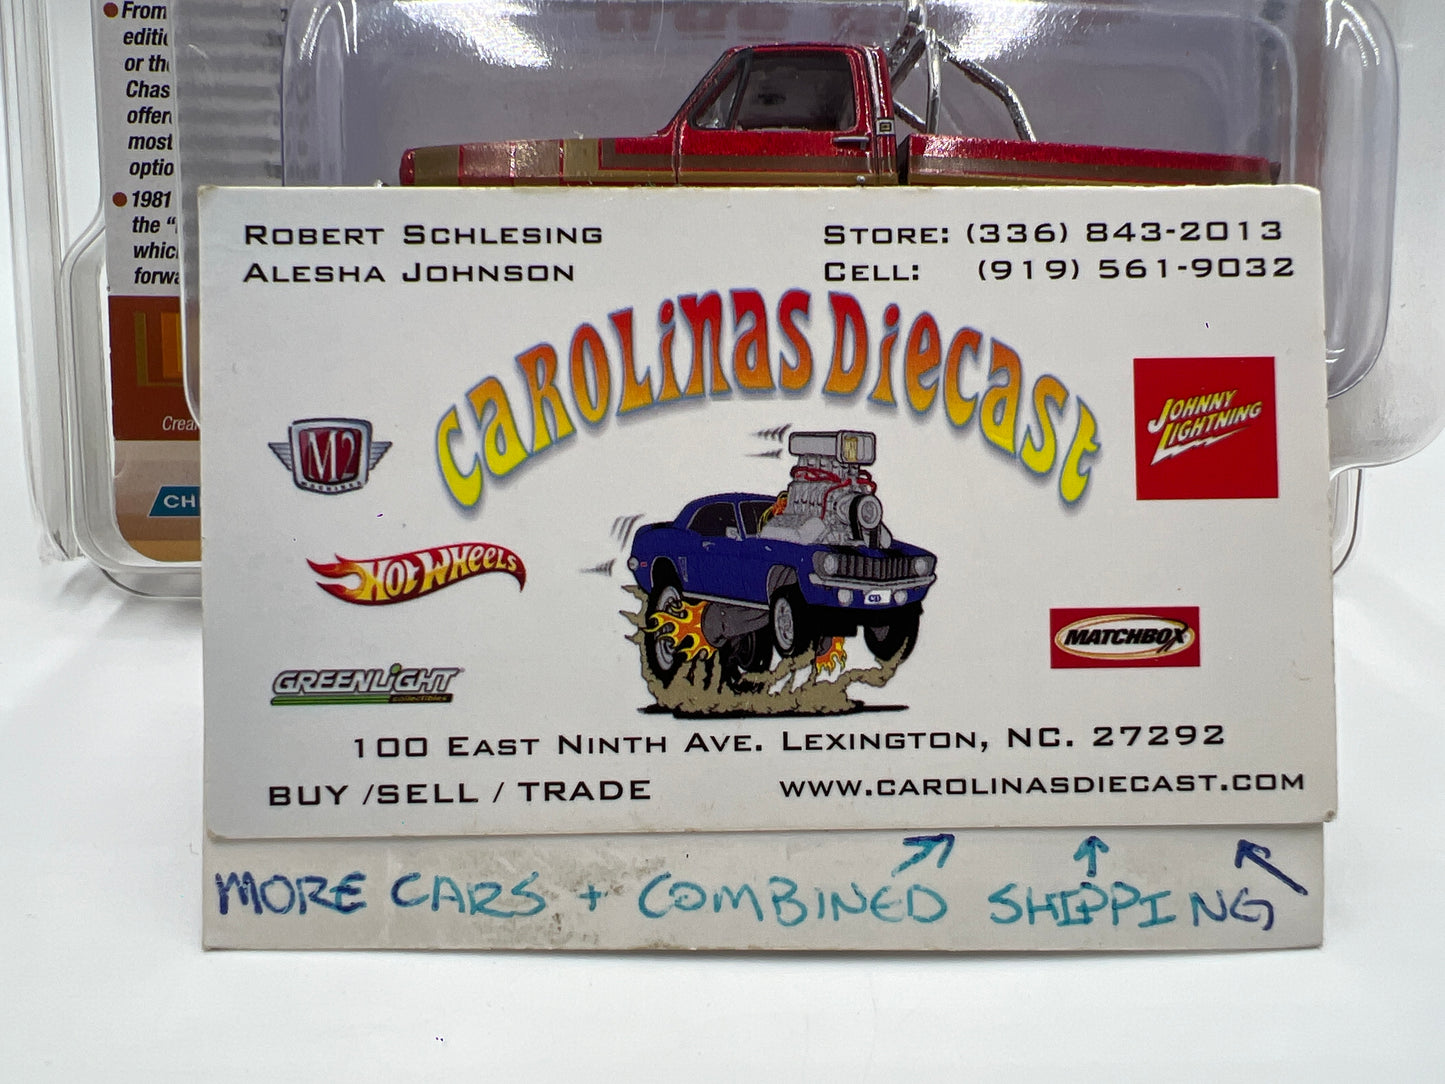 From
editi
or th
Chas
offer
most
optio
1981
the "
which
forwa
Crea
CH
ROBERT SCHLESING
ALESHA JOHNSON
STORE: (336) 843-2013
CELL: (919) 561-9032
CAROLINAS DIECAST
M2
MACHINES
JOHNNY
LIGHTNING
HOT WHEELS
MATCHBOX
GREENLIGHT
collectibles
100 EAST NINTH AVE. LEXINGTON, NC. 27292
BUY /SELL / TRADE
WWW.CAROLINASDIECAST.COM
MORE CARS + COMBINED SHIPPING